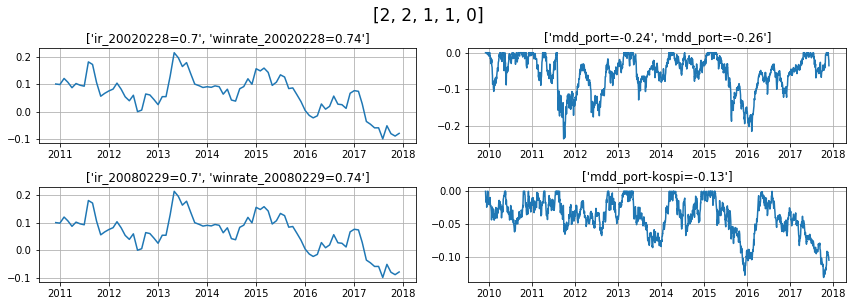 [2, 2, 1, 1, 0]
['ir_20020228=0.7', 'winrate_20020228=0.74']
0.2
0.1
0.0
−0.1
2011 2012 2013 2014 2015 2016 2017 2018
['mdd_port=-0.24', 'mdd_port=-0.26']
0.0
−0.1
−0.2
2010 2011 2012 2013 2014 2015 2016 2017 2018
['ir_20080229=0.7', 'winrate_20080229=0.74']
0.2
0.1
0.0
−0.1
2011 2012 2013 2014 2015 2016 2017 2018
['mdd_port-kospi=-0.13']
0.00
−0.05
−0.10
2010 2011 2012 2013 2014 2015 2016 2017 2018